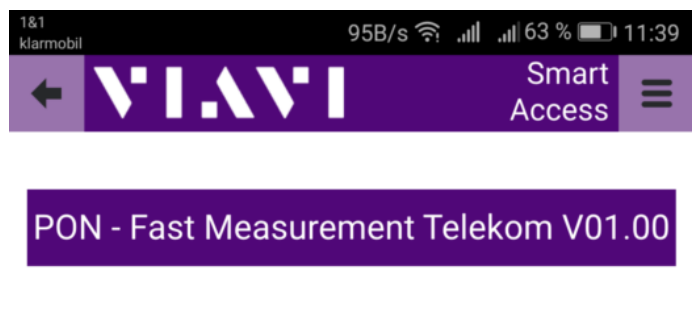 1&1
klarmobil
95B/s 63 % 11:39
VIAVI
Smart
Access
PON - Fast Measurement Telekom V01.00